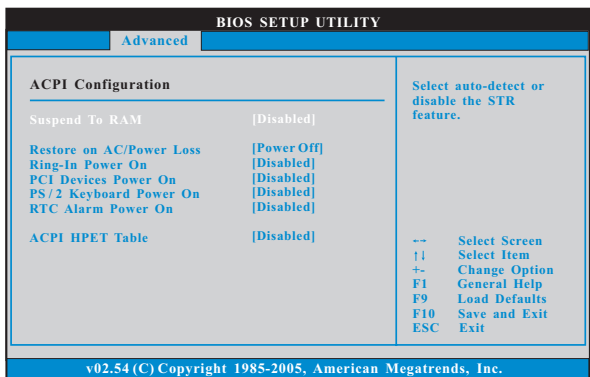 BIOS SETUP UTILITY
Advanced
ACPI Configuration
Suspend To RAM [Disabled]
Restore on AC/Power Loss [Power Off]
Ring-In Power On [Disabled]
PCI Devices Power On [Disabled]
PS/2 Keyboard Power On [Disabled]
RTC Alarm Power On [Disabled]
ACPI HPET Table [Disabled]
Select auto-detect or
disable the STR
feature.
←→ Select Screen
↑↓ Select Item
+- Change Option
F1 General Help
F9 Load Defaults
F10 Save and Exit
ESC Exit
v02.54 (C) Copyright 1985-2005, American Megatrends, Inc.